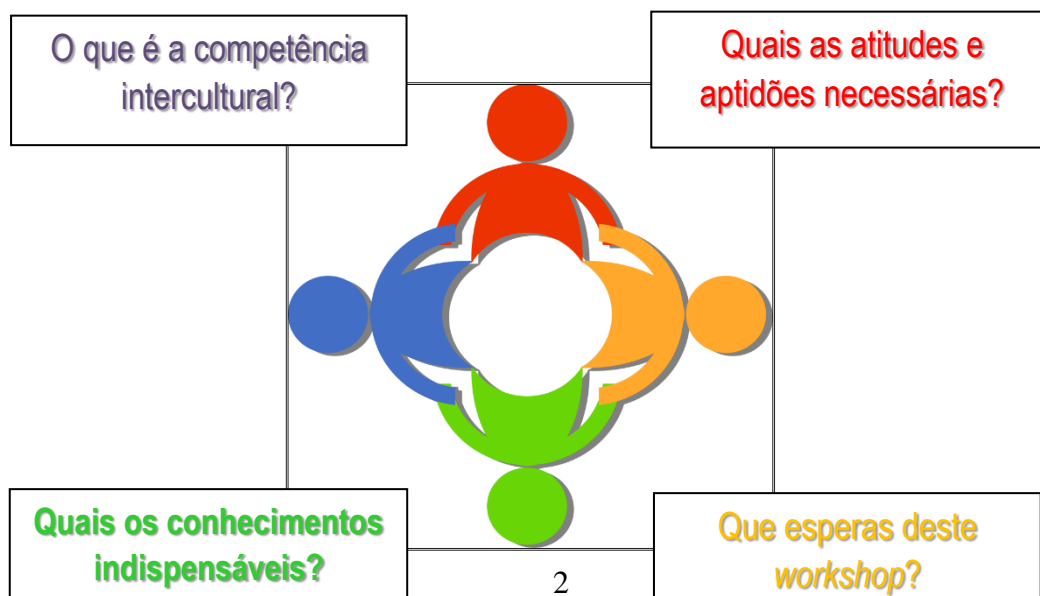 O que é a competência
intercultural?
Quais as atitudes e
aptidões necessárias?
Quais os conhecimentos
indispensáveis?
Que esperas deste
workshop?
2